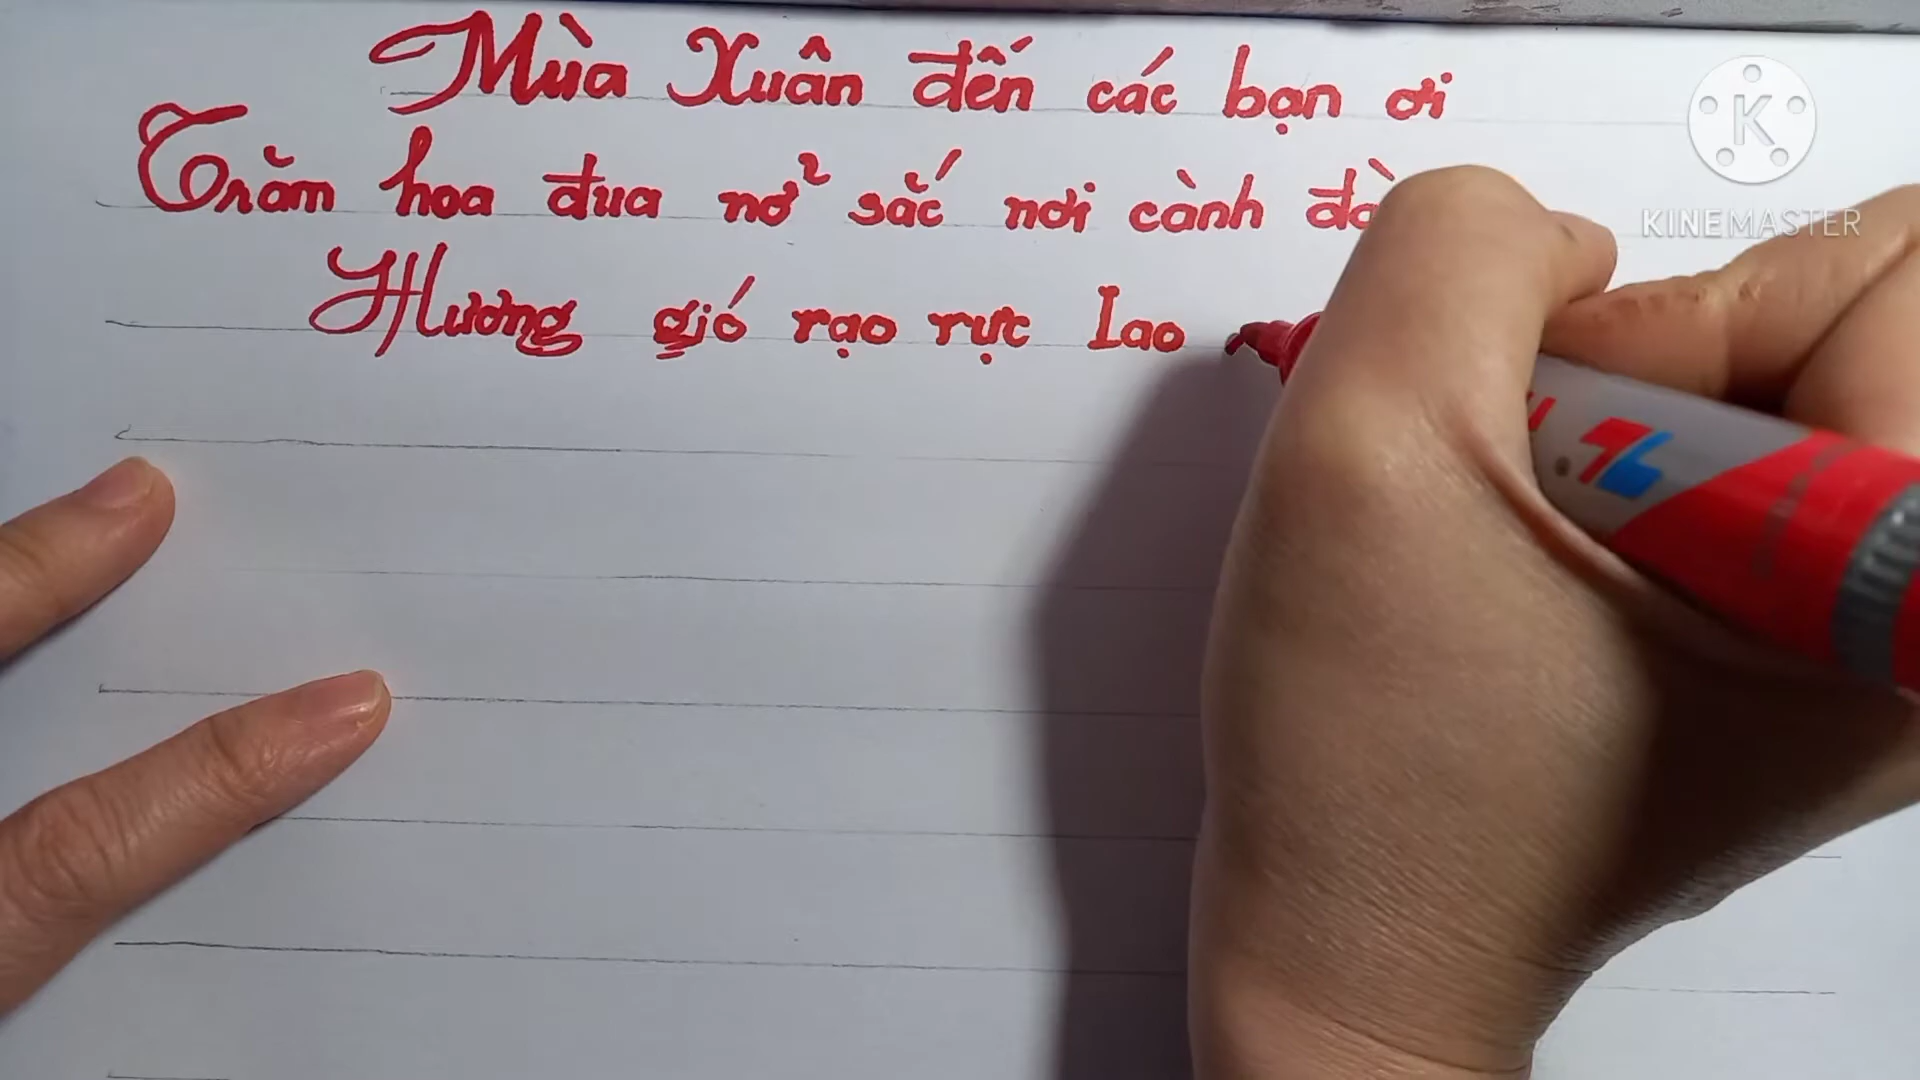 Mùa Xuân đến các bạn ơi
Trăm hoa đua nở sắc nơi cành
Hương gió rạo rực lao
KINEMASTER